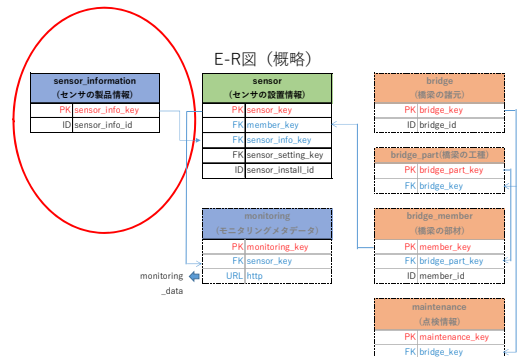 E-R図（概略）
sensor_information
（センサの製品情報）
PK sensor_info_key
ID sensor_info_id
sensor
（センサの設置情報）
PK sensor_key
FK member_key
FK sensor_info_key
FK sensor_setting_key
ID sensor_install_id
monitoring
（モニタリングメタデータ）
PK monitoring_key
FK sensor_key
URL http
monitoring
_data
bridge
（橋梁の諸元）
PK bridge_key
ID bridge_id
bridge_part(橋梁の工種）
PK bridge_part_key
FK bridge_key
bridge_member
（橋梁の部材）
PK member_key
FK bridge_part_key
ID member_id
maintenance
（点検情報）
PK maintenance_key
FK bridge_key